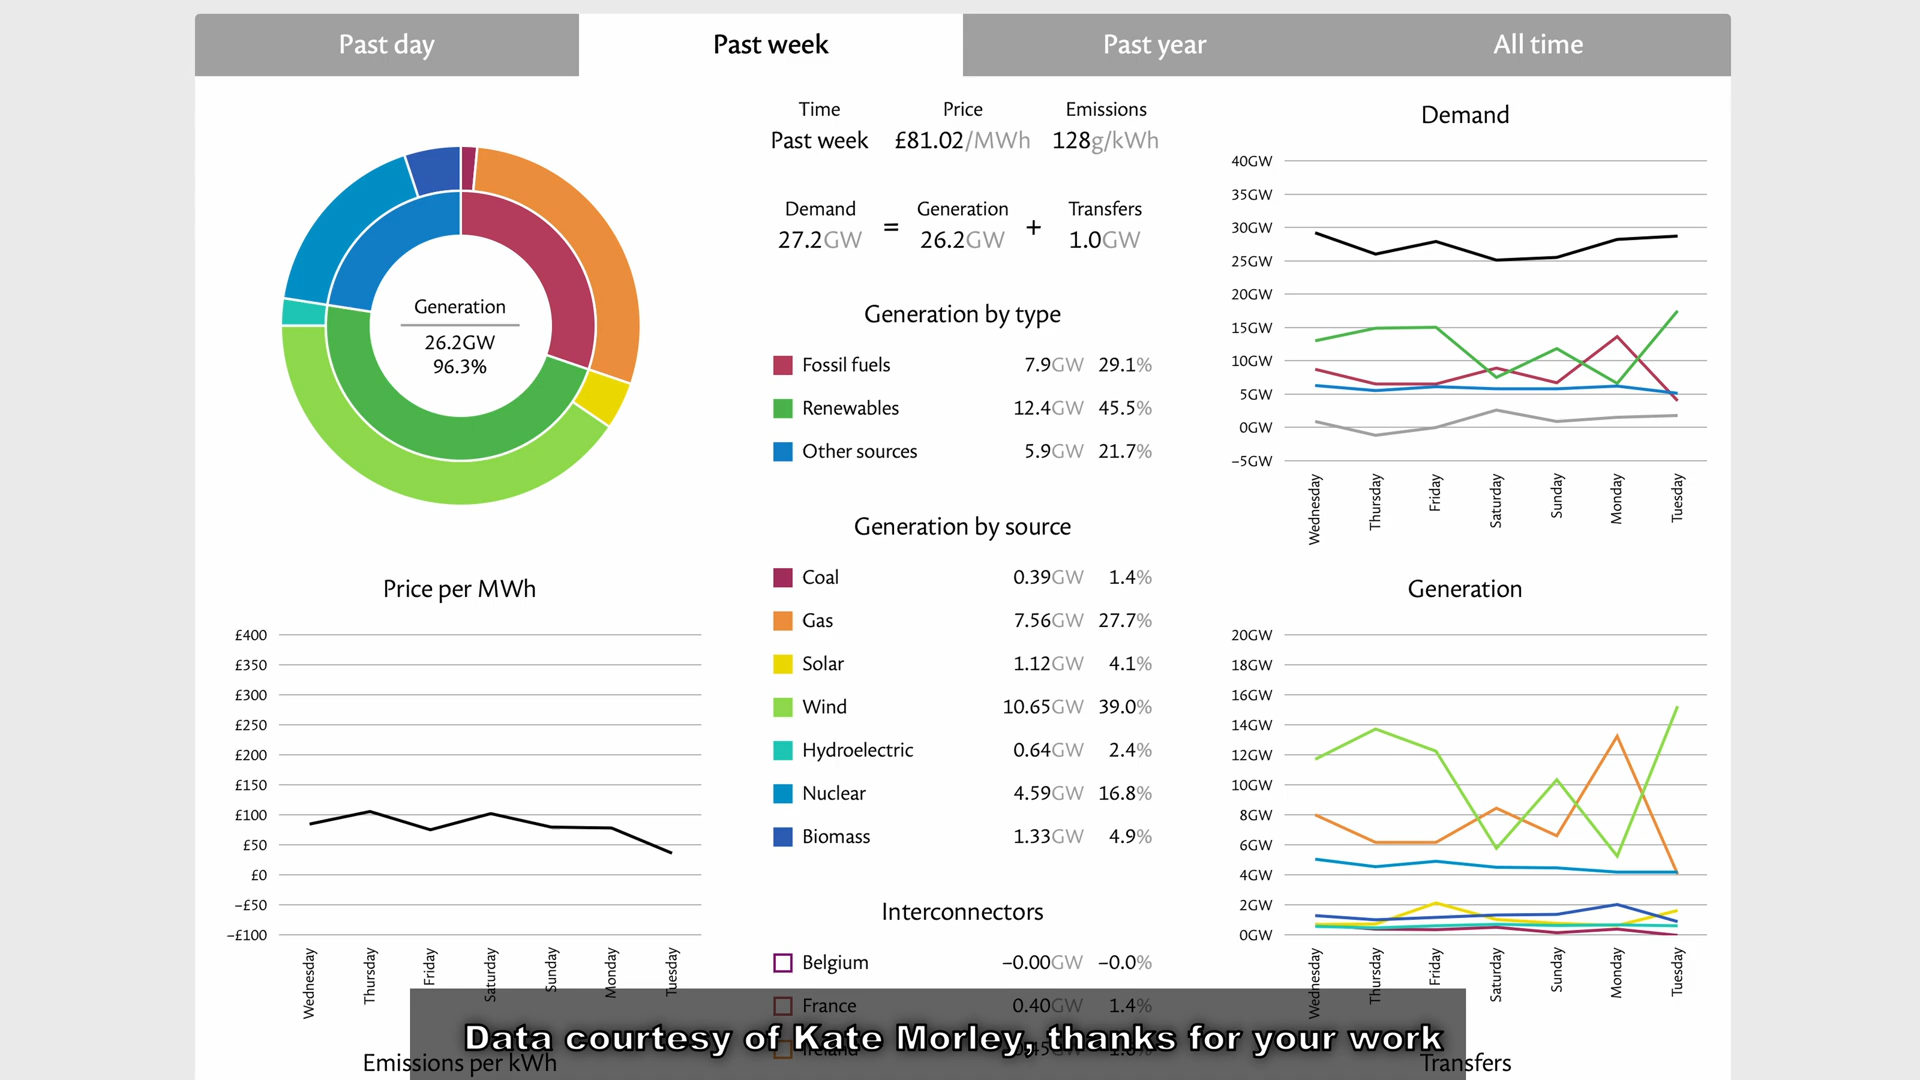 Past day
Past week
Past year
All time
Time
Past week
Price
£81.02/MWh
Emissions
128g/kWh
Demand
27.2GW
=
Generation
26.2GW
+
Transfers
1.0GW
Generation
26.2GW
96.3%
Generation by type
Fossil fuels 7.9GW 29.1%
Renewables 12.4GW 45.5%
Other sources 5.9GW 21.7%
Generation by source
Coal 0.39GW 1.4%
Gas 7.56GW 27.7%
Solar 1.12GW 4.1%
Wind 10.65GW 39.0%
Hydroelectric 0.64GW 2.4%
Nuclear 4.59GW 16.8%
Biomass 1.33GW 4.9%
Interconnectors
Belgium −0.00GW −0.0%
France 0.40GW 1.4%
Ireland
Demand
40GW
35GW
30GW
25GW
20GW
15GW
10GW
5GW
0GW
−5GW
Wednesday
Thursday
Friday
Saturday
Sunday
Monday
Tuesday
Price per MWh
£400
£350
£300
£250
£200
£150
£100
£50
£0
−£50
−£100
Wednesday
Thursday
Friday
Saturday
Sunday
Monday
Tuesday
Generation
20GW
18GW
16GW
14GW
12GW
10GW
8GW
6GW
4GW
2GW
0GW
Wednesday
Thursday
Friday
Saturday
Sunday
Monday
Tuesday
Emissions per kWh
Transfers
Data courtesy of Kate Morley, thanks for your work